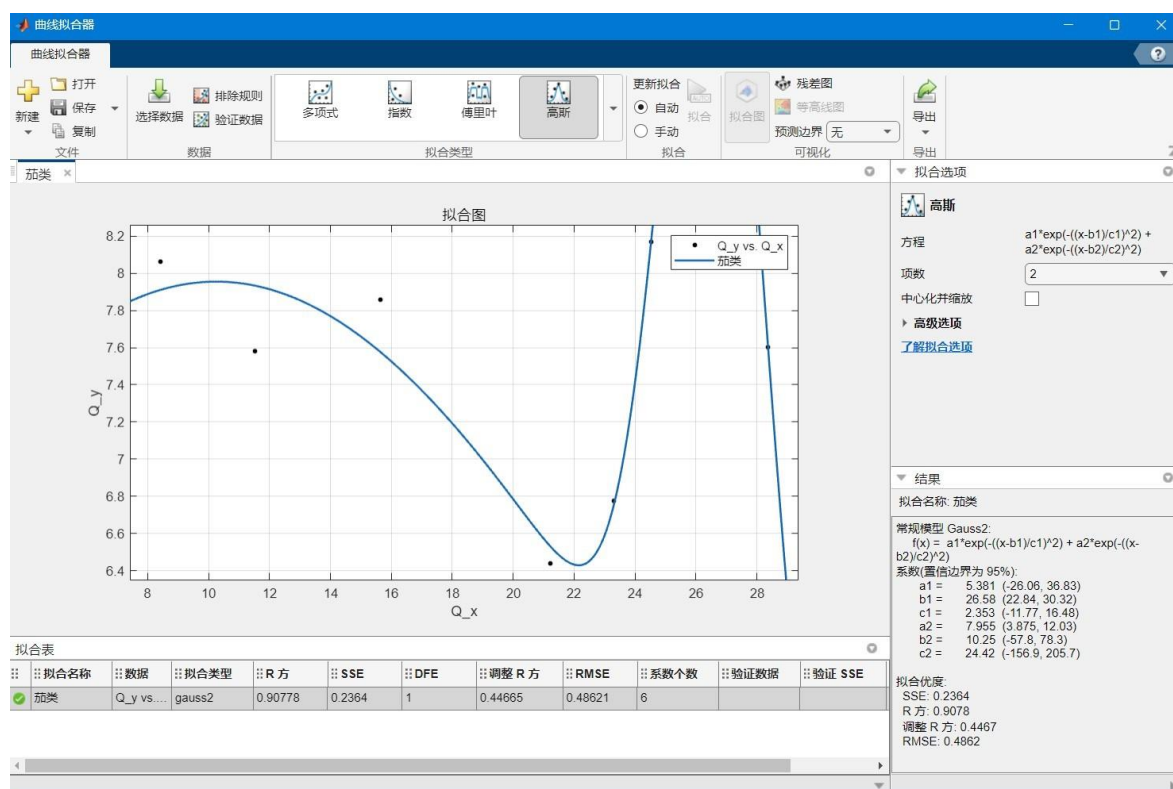 曲线拟合器
曲线拟合器
新建
打开
保存
复制
文件
选择数据
排除规则
验证数据
数据
多项式
指数
傅里叶
高斯
拟合类型
更新拟合
自动
手动
拟合
拟合
拟合图
残差图
等高线图
预测边界 无
可视化
导出
导出
茄类 ×
拟合图
Q_y vs. Q_x
茄类
8.2
8
7.8
7.6
7.4
7.2
7
6.8
6.6
6.4
Q_y
8 10 12 14 16 18 20 22 24 26 28
Q_x
拟合表
拟合名称 数据 拟合类型 R 方 SSE DFE 调整 R 方 RMSE 系数个数 验证数据 验证 SSE
茄类 Q_y vs.... gauss2 0.90778 0.2364 1 0.44665 0.48621 6
拟合选项
高斯
方程 a1*exp(-((x-b1)/c1)^2) +
a2*exp(-((x-b2)/c2)^2)
项数 2
中心化并缩放
高级选项
了解拟合选项
结果
拟合名称: 茄类
常规模型 Gauss2:
f(x) = a1*exp(-((x-b1)/c1)^2) + a2*exp(-((x-
b2)/c2)^2)
系数(置信边界为 95%):
a1 = 5.381 (-26.06, 36.83)
b1 = 26.58 (22.84, 30.32)
c1 = 2.353 (-11.77, 16.48)
a2 = 7.955 (3.875, 12.03)
b2 = 10.25 (-57.8, 78.3)
c2 = 24.42 (-156.9, 205.7)
拟合优度:
SSE: 0.2364
R 方: 0.9078
调整 R 方: 0.4467
RMSE: 0.4862